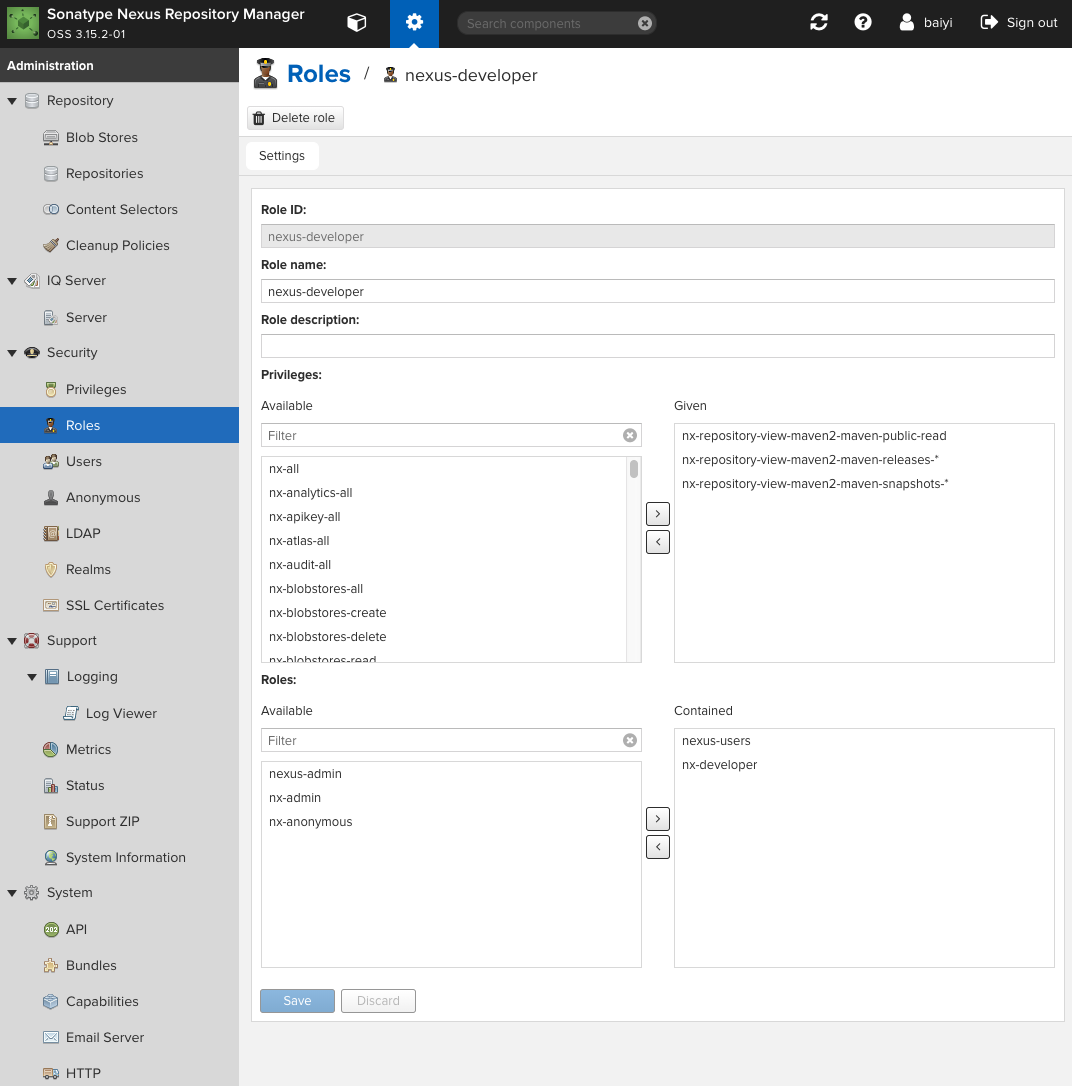 Sonatype Nexus Repository Manager
OSS 3.15.2-01
Search components
baiyi
Sign out
Administration
Repository
Blob Stores
Repositories
Content Selectors
Cleanup Policies
IQ Server
Server
Security
Privileges
Roles
Users
Anonymous
LDAP
Realms
SSL Certificates
Support
Logging
Log Viewer
Metrics
Status
Support ZIP
System Information
System
202
API
Bundles
Capabilities
Email Server
HTTP
Roles / nexus-developer
Delete role
Settings
Role ID:
nexus-developer
Role name:
nexus-developer
Role description:
Privileges:
Available
Filter
nx-all
nx-analytics-all
nx-apikey-all
nx-atlas-all
nx-audit-all
nx-blobstores-all
nx-blobstores-create
nx-blobstores-delete
nx-blobstores-read
Given
nx-repository-view-maven2-maven-public-read
nx-repository-view-maven2-maven-releases-*
nx-repository-view-maven2-maven-snapshots-*
Roles:
Available
Filter
nexus-admin
nx-admin
nx-anonymous
Contained
nexus-users
nx-developer
Save
Discard